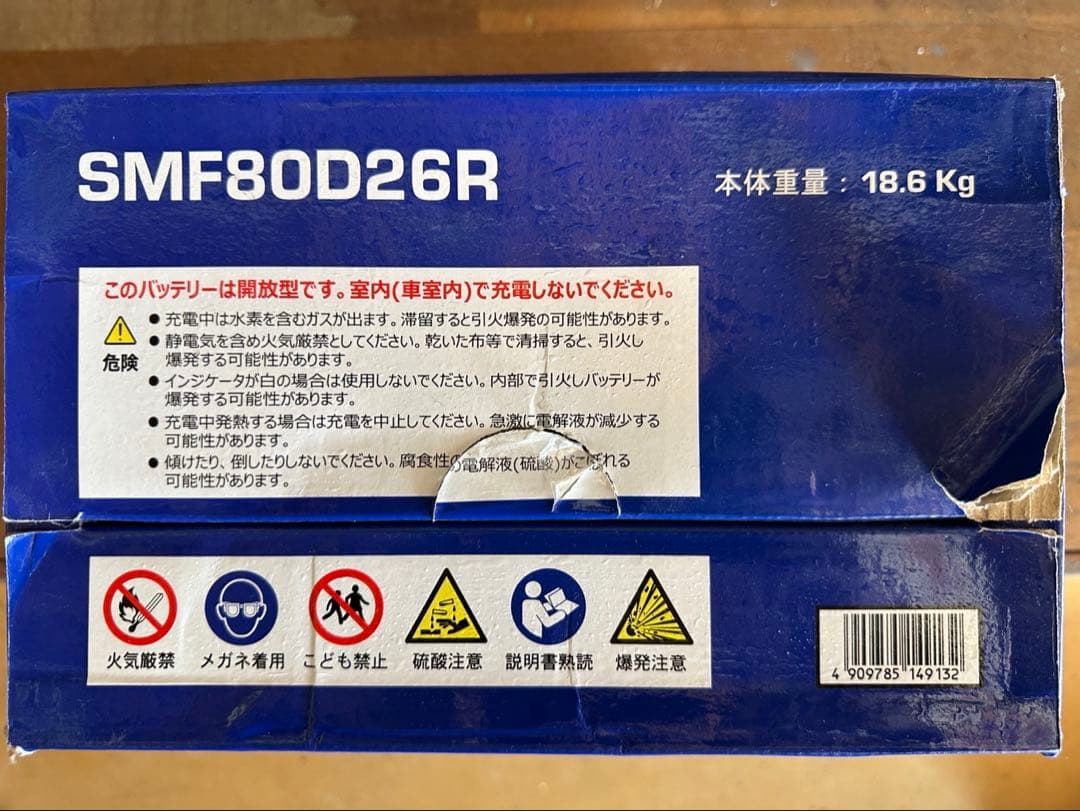 SMF80D26R
本体重量：18.6 Kg
このバッテリーは開放型です。室内(車室内)で充電しないでください。
危険
●充電中は水素を含むガスが出ます。滞留すると引火爆発の可能性があります。
●静電気を含め火気厳禁としてください。乾いた布等で清掃すると、引火し
爆発する可能性があります。
●インジケータが白の場合は使用しないでください。内部で引火しバッテリーが
爆発する可能性があります。
●充電中発熱する場合は充電を中止してください。急激に電解液が減少する
可能性があります。
●傾けたり、倒したりしないでください。腐食性の電解液(硫酸)がこぼれる
可能性があります。
火気厳禁
メガネ着用
こども禁止
硫酸注意
説明書熟読
爆発注意
4 909785 149132